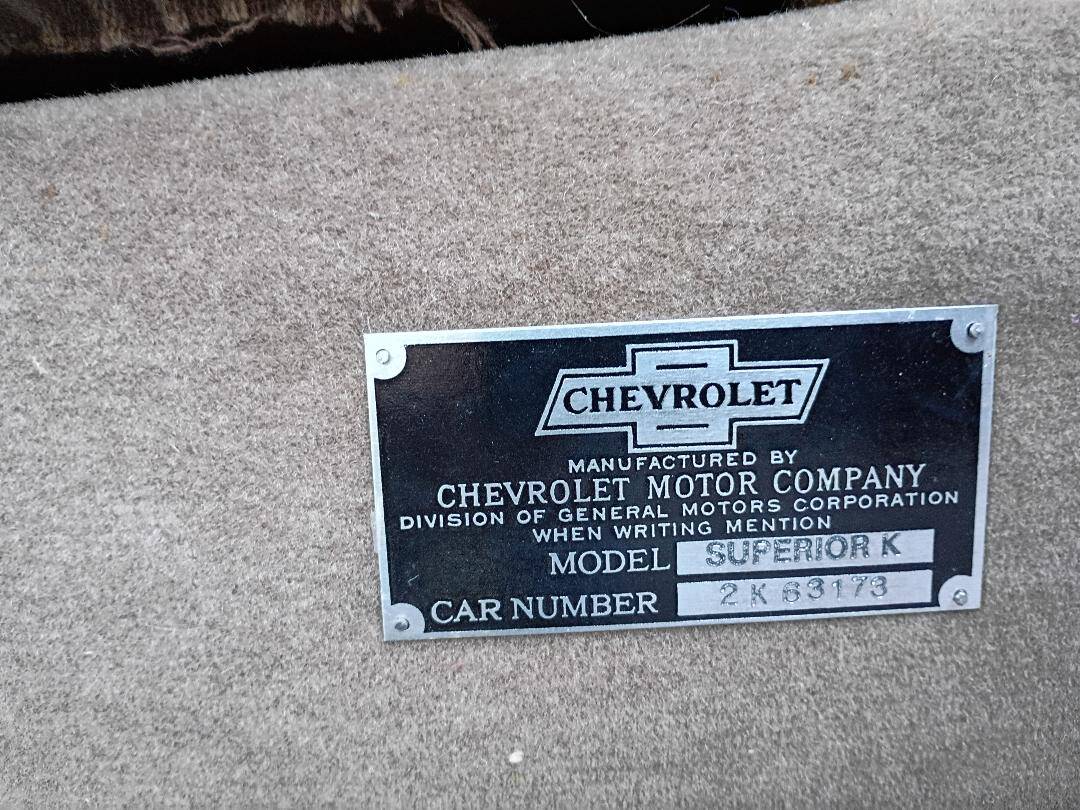 CHEVROLET
MANUFACTURED BY
CHEVROLET MOTOR COMPANY
DIVISION OF GENERAL MOTORS CORPORATION
WHEN WRITING MENTION
MODEL SUPERIOR K
CAR NUMBER 2 K 63173